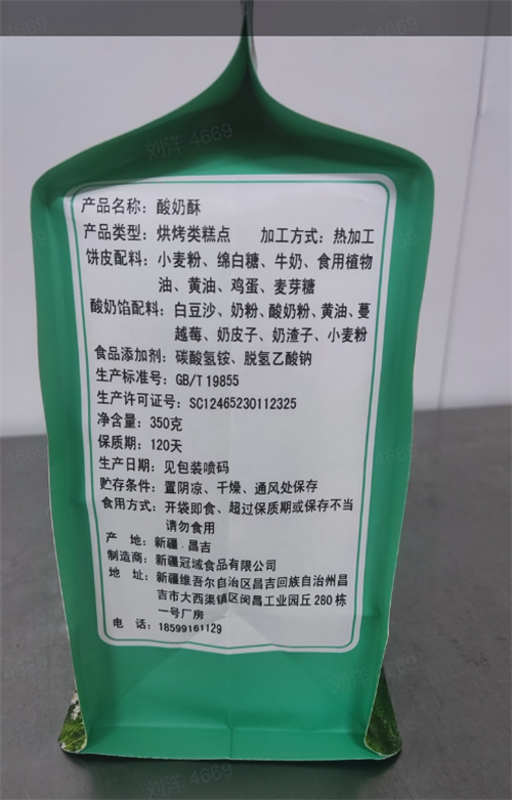 产品名称：酸奶酥
产品类型：烘烤类糕点 加工方式：热加工
饼皮配料：小麦粉、绵白糖、牛奶、食用植物
油、黄油、鸡蛋、麦芽糖
酸奶馅配料：白豆沙、奶粉、酸奶粉、黄油、蔓
越莓、奶皮子、奶渣子、小麦粉
食品添加剂：碳酸氢铵、脱氢乙酸钠
生产标准号：GB/T 19855
生产许可证号：SC12465230112325
净含量：350克
保质期：120天
生产日期：见包装喷码
贮存条件：置阴凉、干燥、通风处保存
食用方式：开袋即食、超过保质期或保存不当
请勿食用
产 地：新疆．昌吉
制造商：新疆冠域食品有限公司
地 址：新疆维吾尔自治区昌吉回族自治州昌
吉市大西渠镇区闽昌工业园丘280栋
一号厂房
电 话：18599161129
刘洋 4669